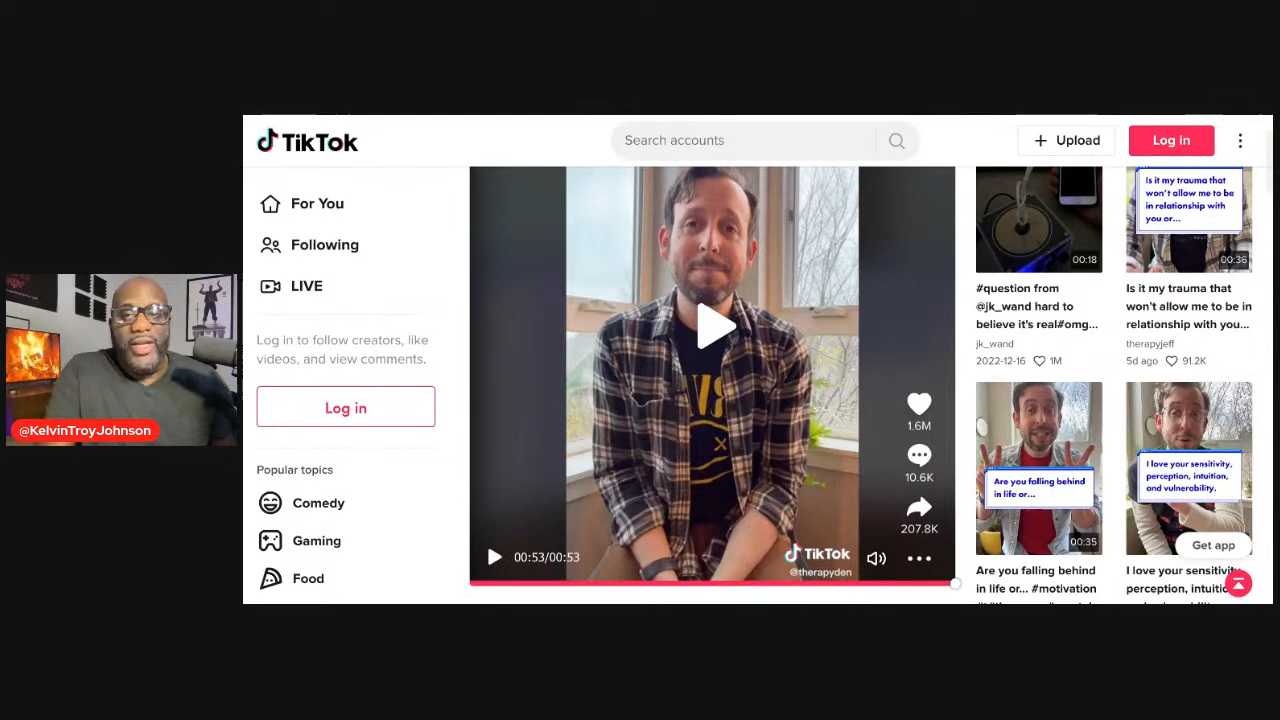 TikTok
Search accounts
Upload
Log in
For You
Following
LIVE
Log in to follow creators, like
videos, and view comments.
Log in
Popular topics
Comedy
Gaming
Food
@KelvinTroyJohnson
1.6M
10.6K
207.8K
00:53/00:53
TikTok
@therapyden
00:18
#question from
@jk_wand hard to
believe it's real#omg...
jk_wand
2022-12-16
1M
Is it my trauma that
won't allow me to be
in relationship with
you or...
00:36
Is it my trauma that
won't allow me to be
in relationship with you...
therapyjeff
5d ago
91.2K
Are you falling behind
in life or...
00:35
Are you falling behind
in life or... #motivation
I love your sensitivity,
perception, intuition,
and vulnerability.
Get app
I love your sensitivity,